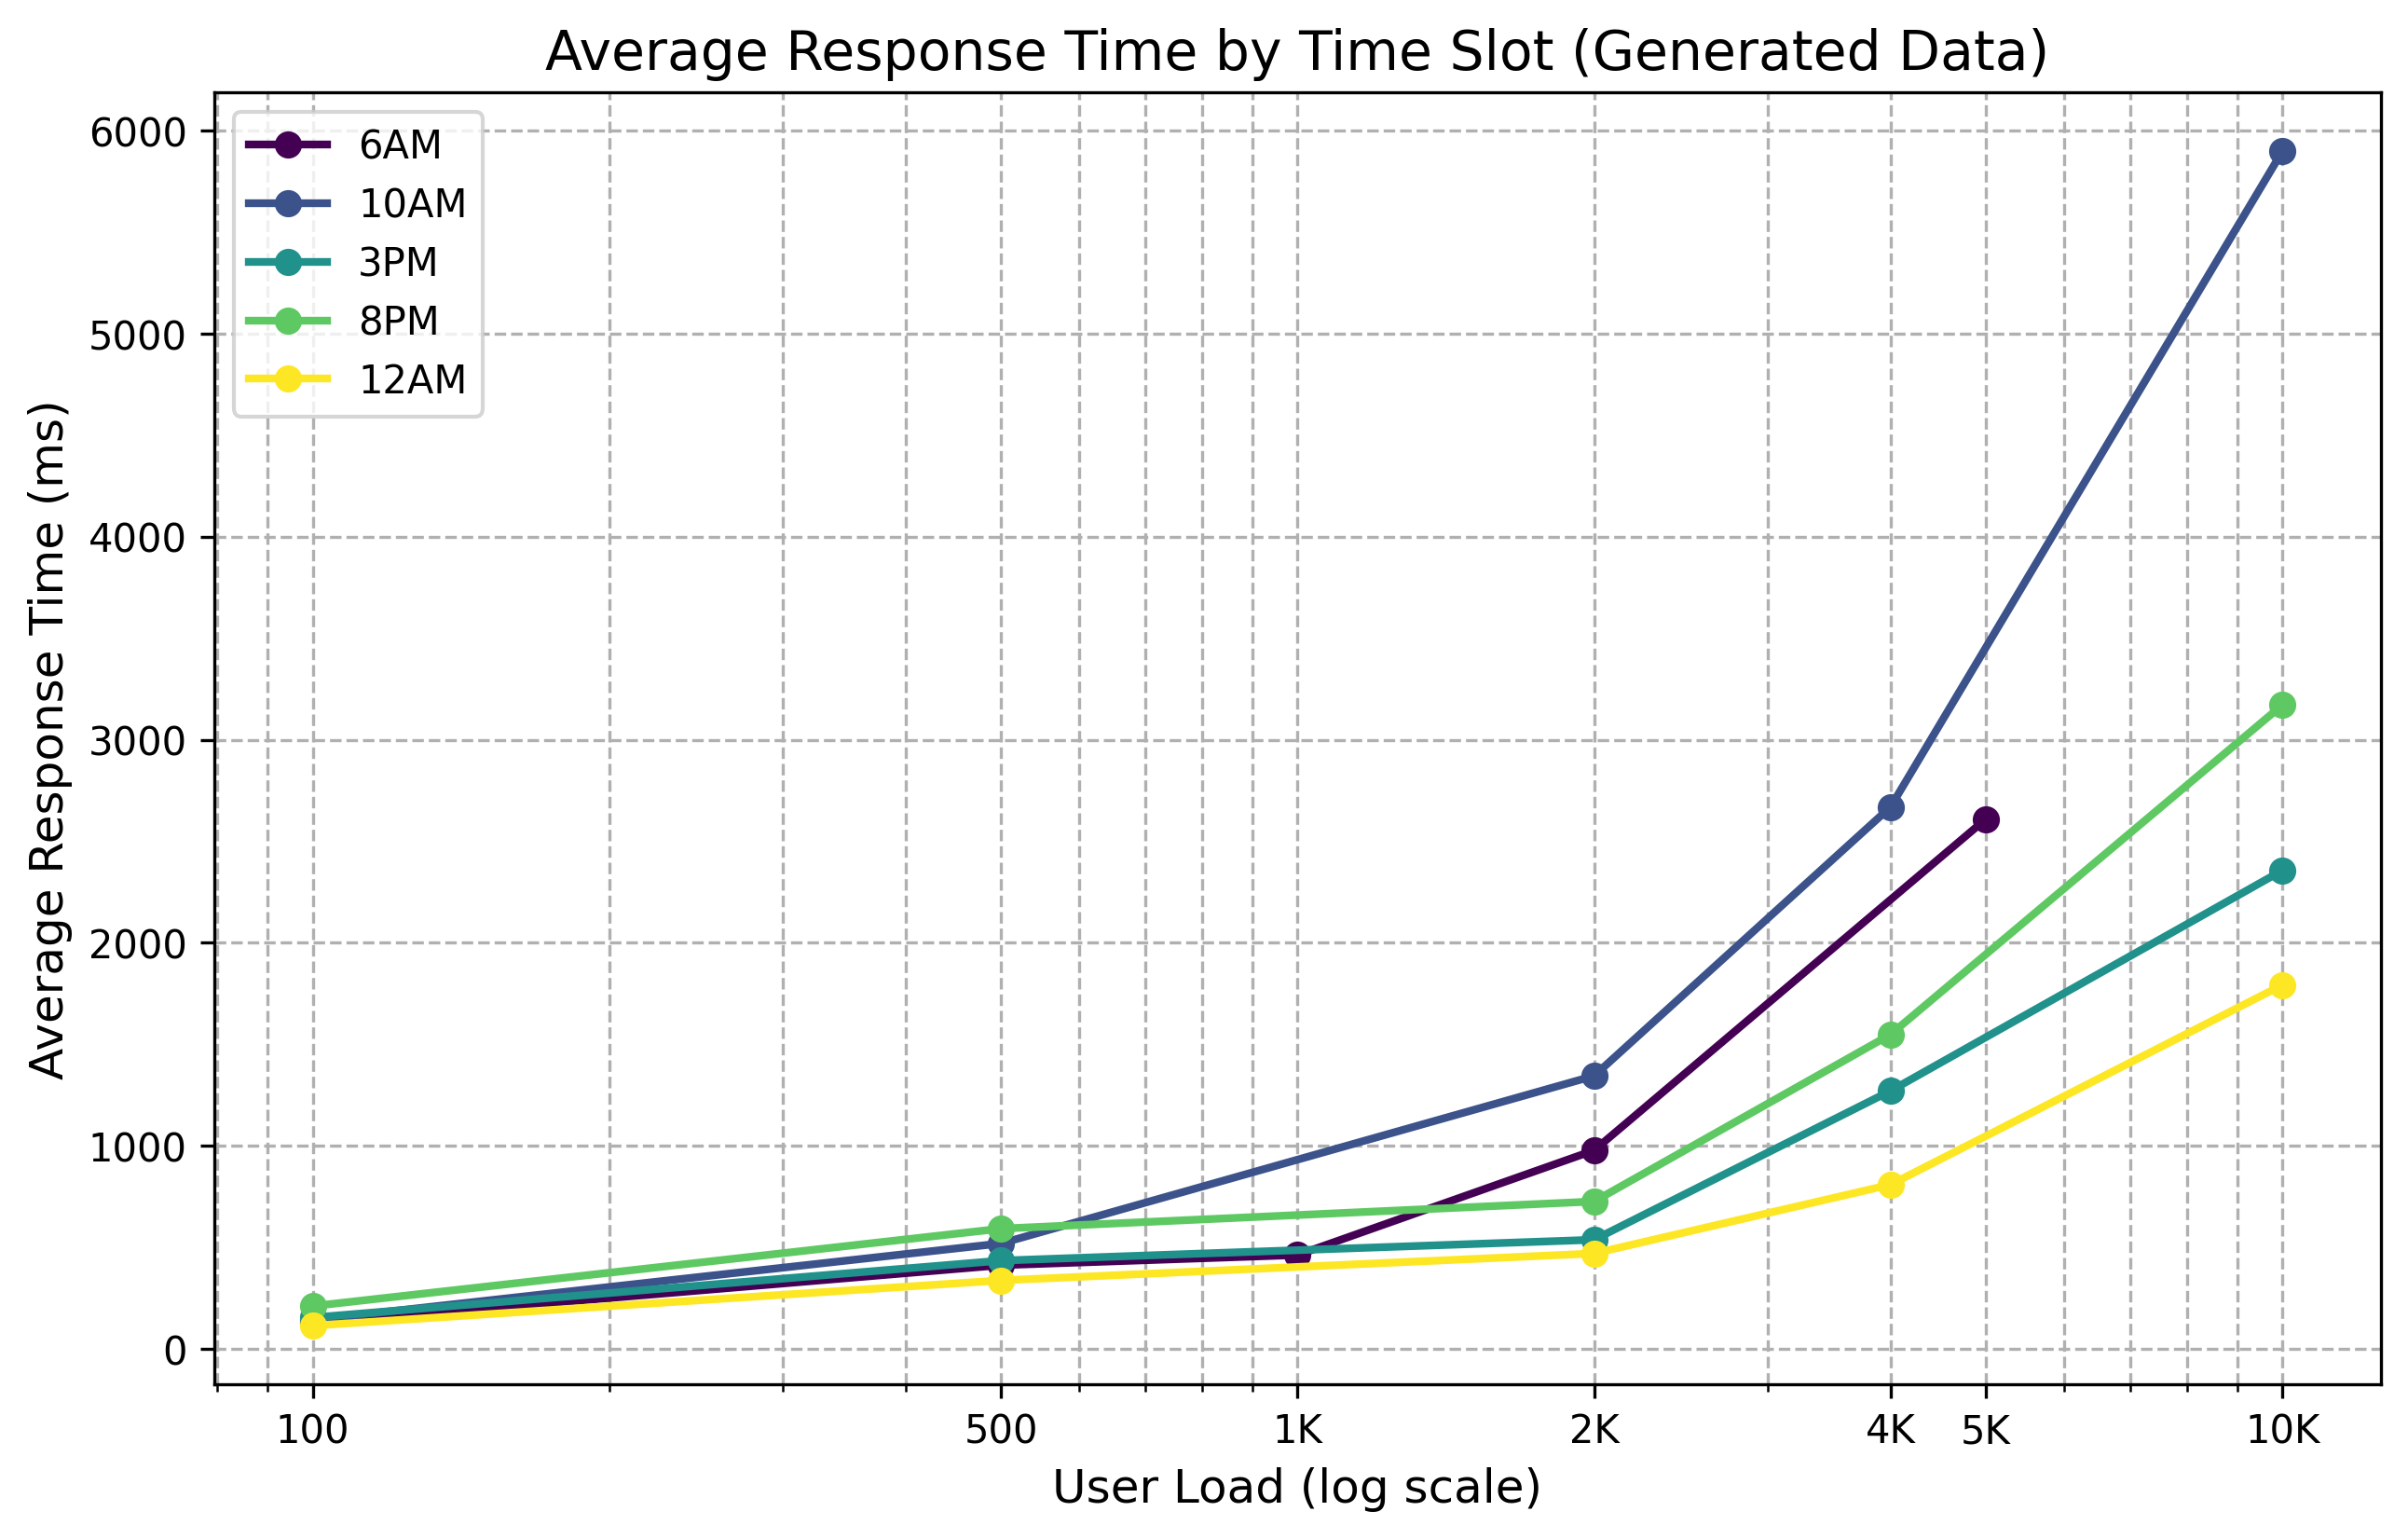 Average Response Time by Time Slot (Generated Data)
6AM
10AM
3PM
8PM
12AM
Average Response Time (ms)
6000
5000
4000
3000
2000
1000
0
100
500
1K
2K
4K
5K
10K
User Load (log scale)